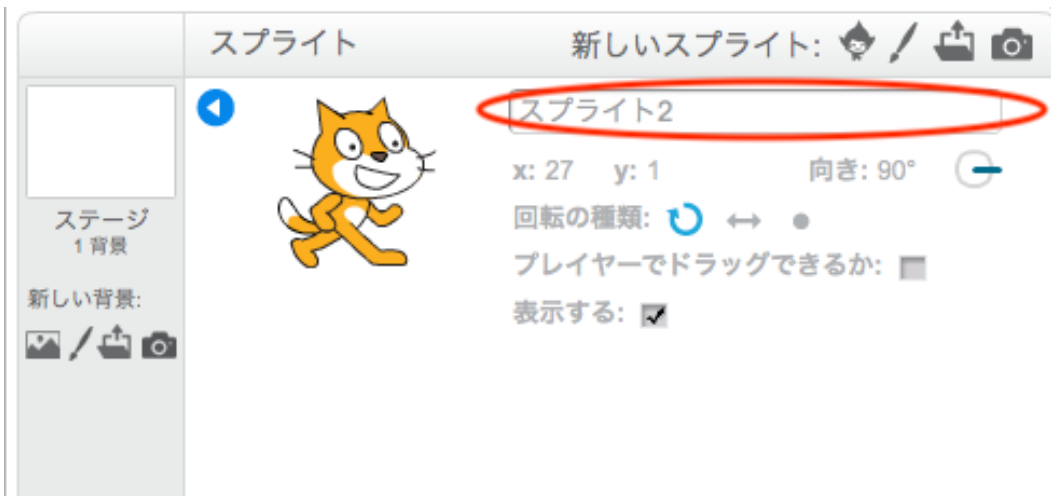 スプライト 新しいスプライト:
スプライト2
x: 27 y: 1 向き: 90°
回転の種類:
プレイヤーでドラッグできるか:
表示する:
ステージ
1 背景
新しい背景: